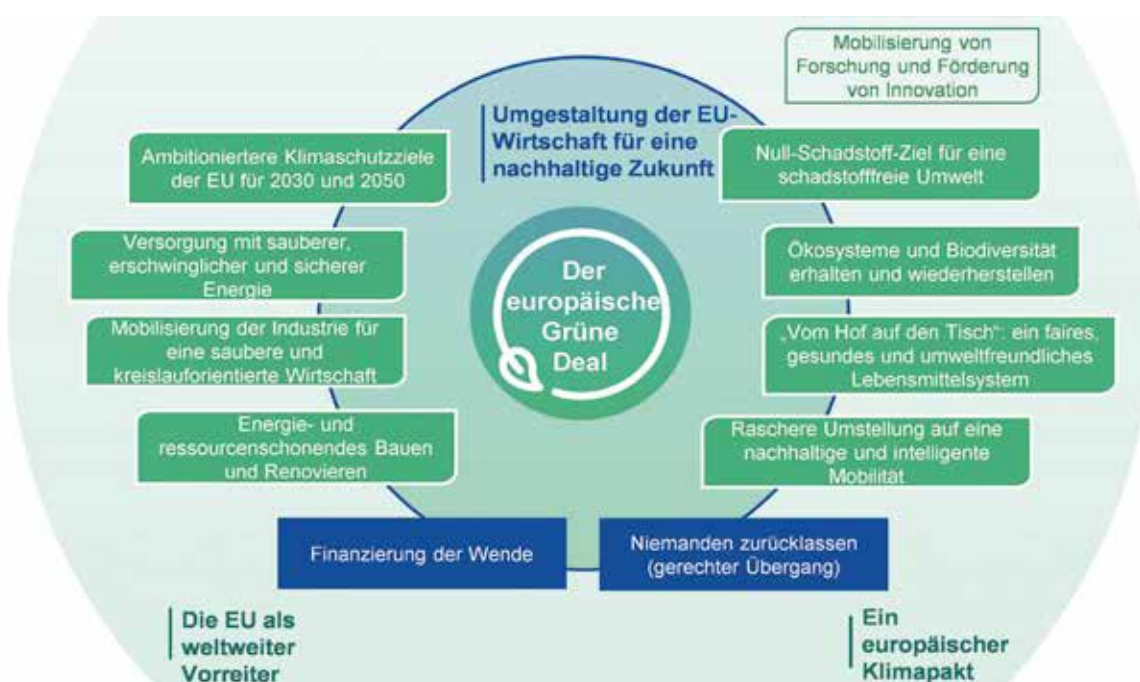 Mobilisierung von
Forschung und Förderung
von Innovation
Umgestaltung der EU-
Wirtschaft für eine
nachhaltige Zukunft
Ambitioniertere Klimaschutzziele
der EU für 2030 und 2050
Null-Schadstoff-Ziel für eine
schadstofffreie Umwelt
Versorgung mit sauberer,
erschwinglicher und sicherer
Energie
Ökosysteme und Biodiversität
erhalten und wiederherstellen
Der
europäische
Grüne
Deal
Mobilisierung der Industrie für
eine saubere und
kreislauforientierte Wirtschaft
„Vom Hof auf den Tisch“: ein faires,
gesundes und umweltfreundliches
Lebensmittelsystem
Energie- und
ressourcenschonendes Bauen
und Renovieren
Raschere Umstellung auf eine
nachhaltige und intelligente
Mobilität
Finanzierung der Wende
Niemanden zurücklassen
(gerechter Übergang)
Die EU als
weltweiter
Vorreiter
Ein
europäischer
Klimapakt